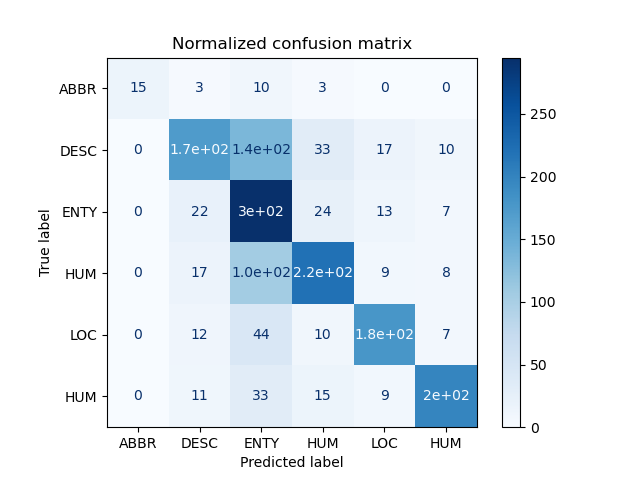 Normalized confusion matrix
ABBR 15 3 10 3 0 0
DESC 0 1.7e+02 1.4e+02 33 17 10
ENTY 0 22 3e+02 24 13 7
HUM 0 17 1.0e+02 2.2e+02 9 8
LOC 0 12 44 10 1.8e+02 7
HUM 0 11 33 15 9 2e+02
ABBR DESC ENTY HUM LOC HUM
Predicted label
True label
250
200
150
100
50
0